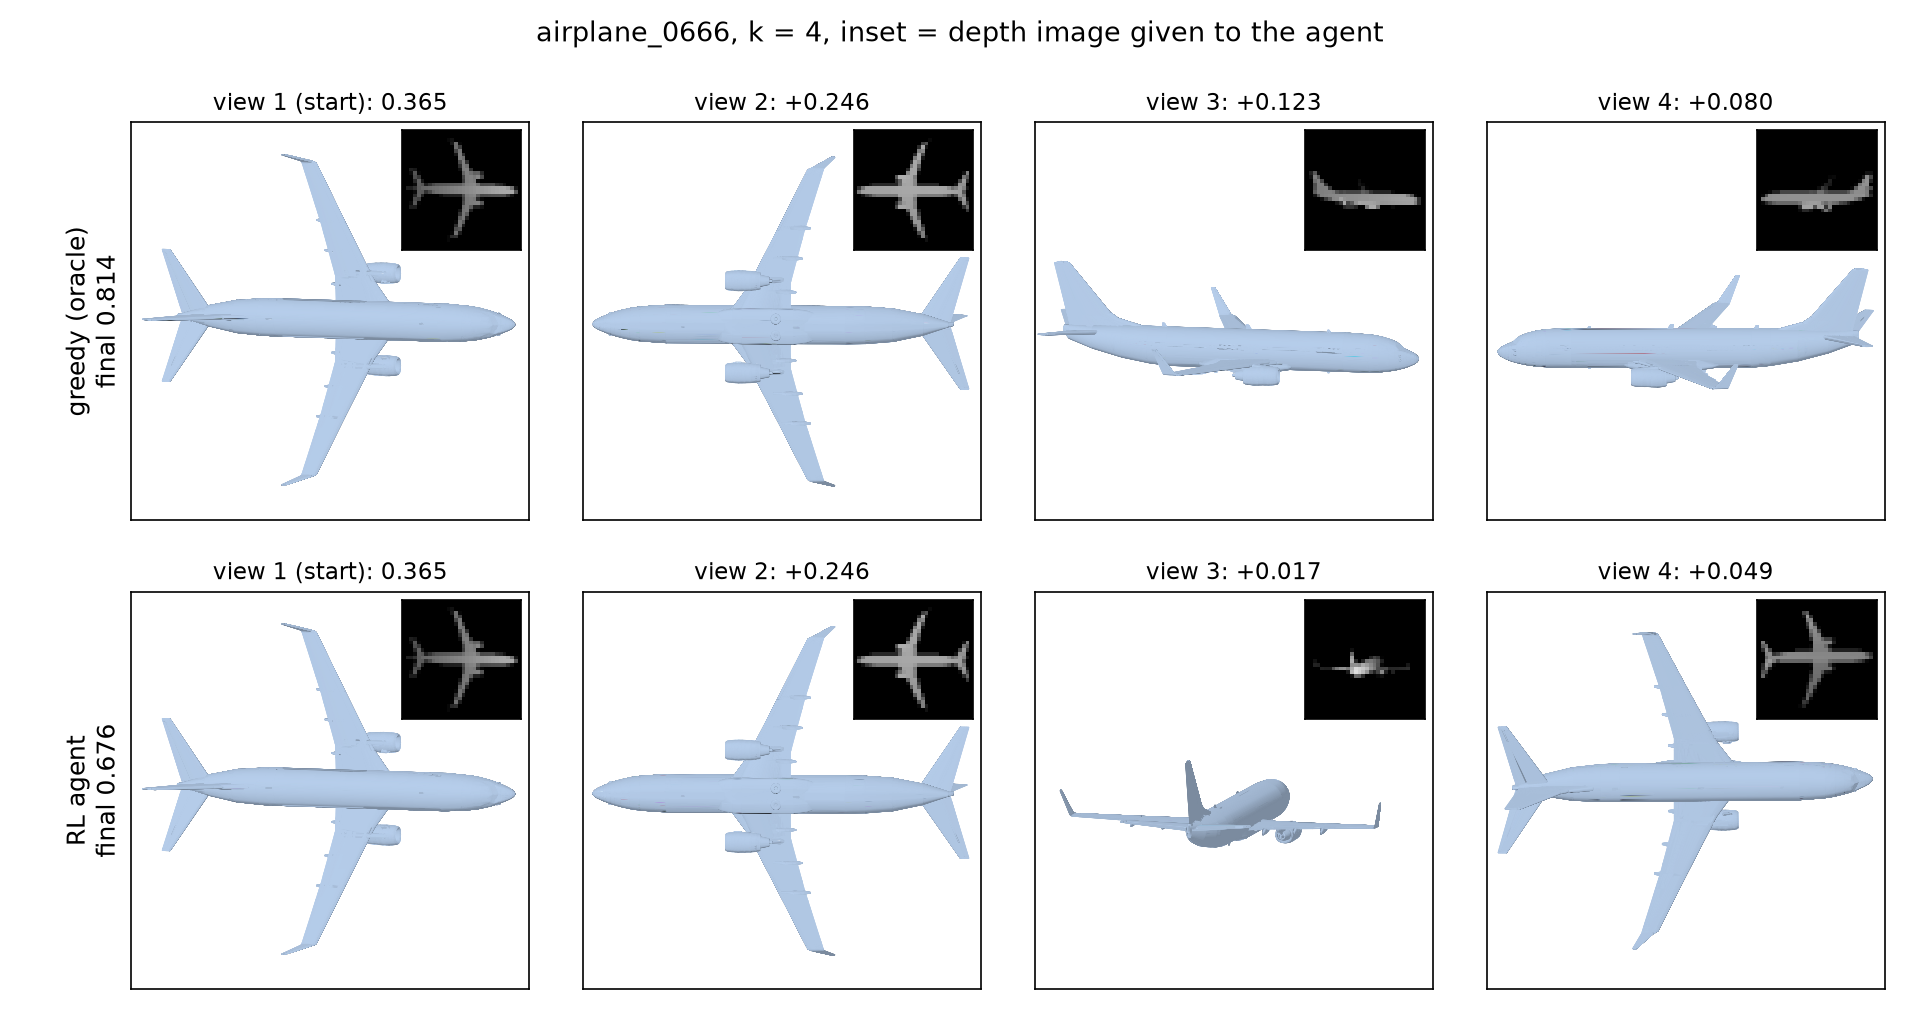 airplane_0666, k = 4, inset = depth image given to the agent
view 1 (start): 0.365
view 2: +0.246
view 3: +0.123
view 4: +0.080
greedy (oracle)
final 0.814
view 1 (start): 0.365
view 2: +0.246
view 3: +0.017
view 4: +0.049
RL agent
final 0.676